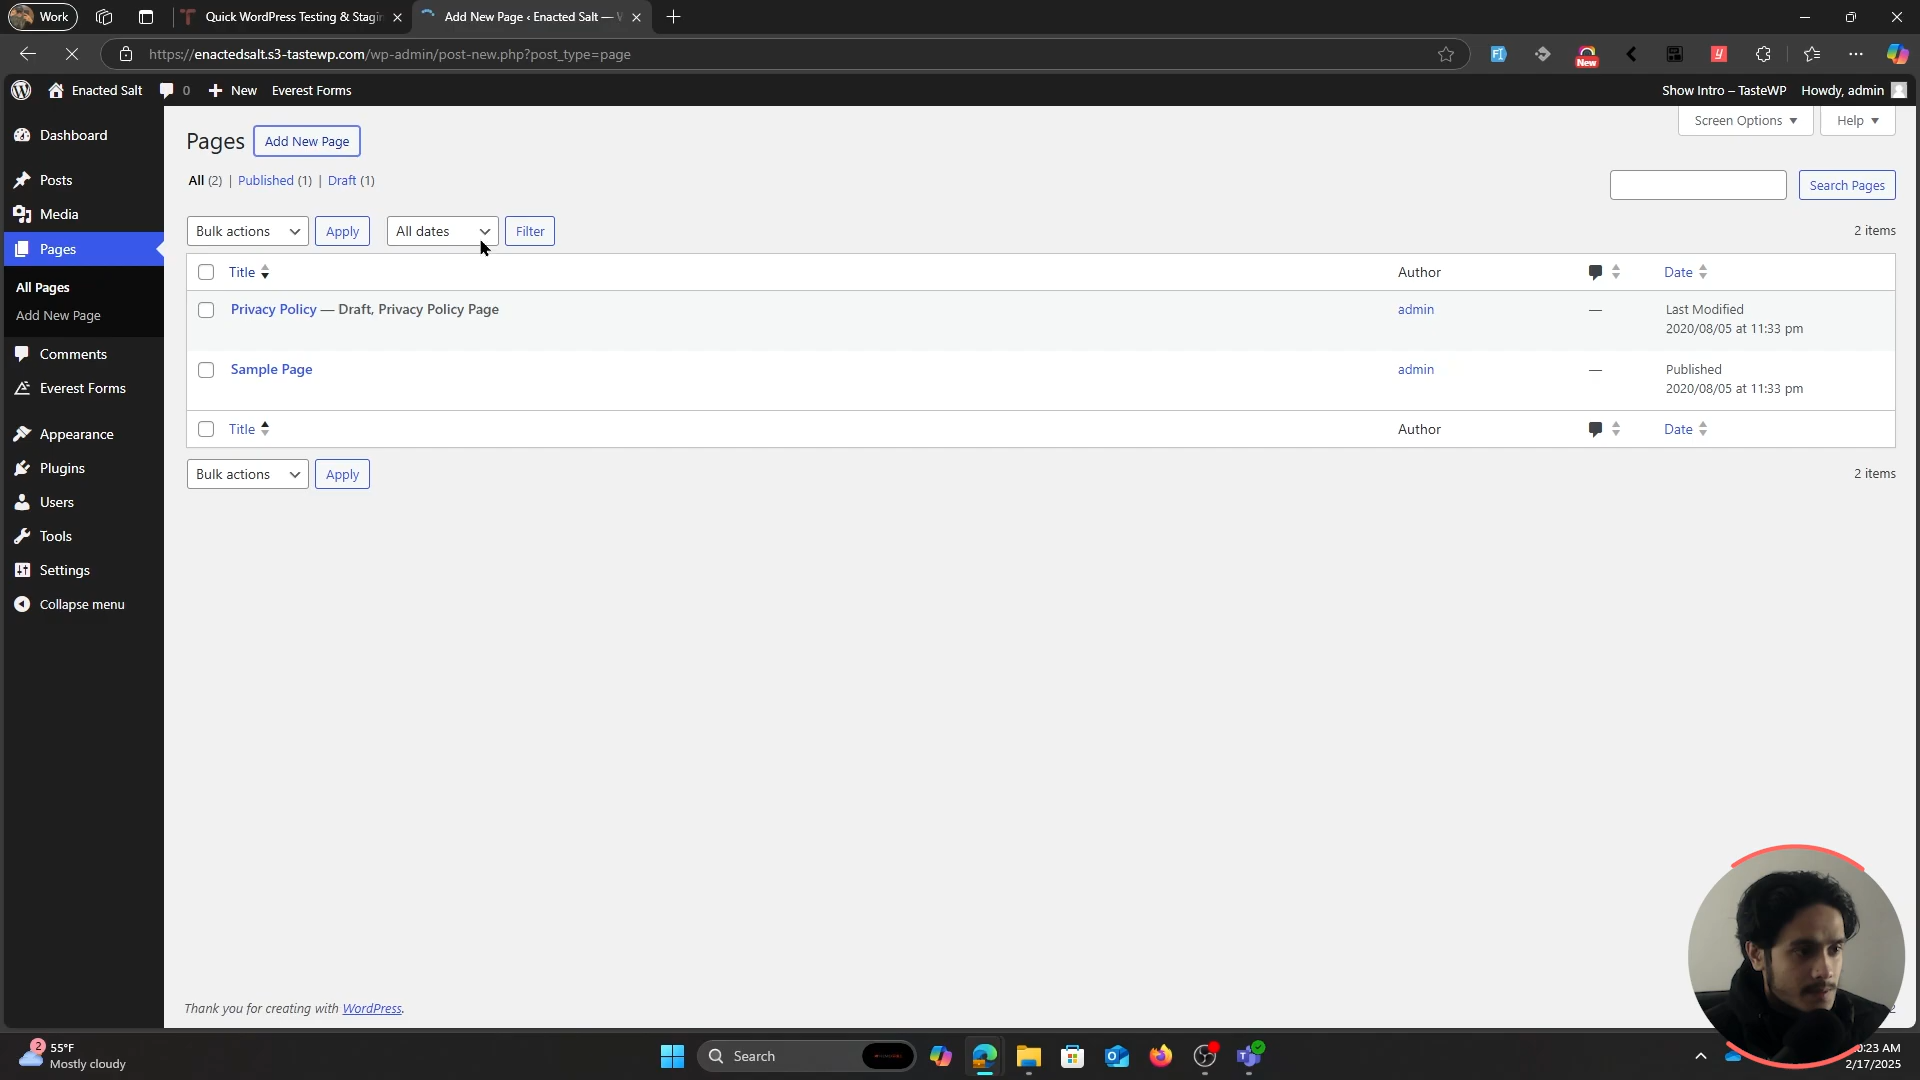 Work
Quick WordPress Testing & Stagi
Add New Page ‹ Enacted Salt —
https://enactedsalt.s3-tastewp.com/wp-admin/post-new.php?post_type=page
New
Enacted Salt
0
New
Everest Forms
Show Intro – TasteWP
Howdy, admin
Dashboard
Posts
Media
Pages
All Pages
Add New Page
Comments
Everest Forms
Appearance
Plugins
Users
Tools
Settings
Collapse menu
Pages
Add New Page
Screen Options
Help
All (2) | Published (1) | Draft (1)
Search Pages
Bulk actions
Apply
All dates
Filter
2 items
Title
Author
Date
Privacy Policy — Draft, Privacy Policy Page
admin
—
Last Modified
2020/08/05 at 11:33 pm
Sample Page
admin
—
Published
2020/08/05 at 11:33 pm
Title
Author
Date
Bulk actions
Apply
2 items
Thank you for creating with WordPress.
2
55°F
Mostly cloudy
Search
:23 AM
2/17/2025